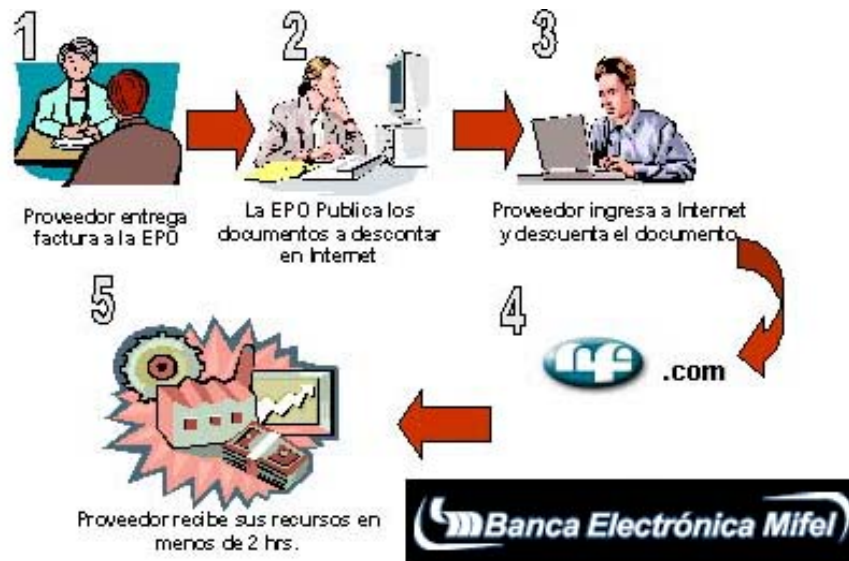 1
2
3
Proveedor entrega
factura a la EPO
La EPO Publica los
documentos a descontar
en Internet
Proveedor ingresa a Internet
y descuenta el documento
4
nf .com
5
Proveedor recibe sus recursos en
menos de 2 hrs.
Banca Electrónica Mifel